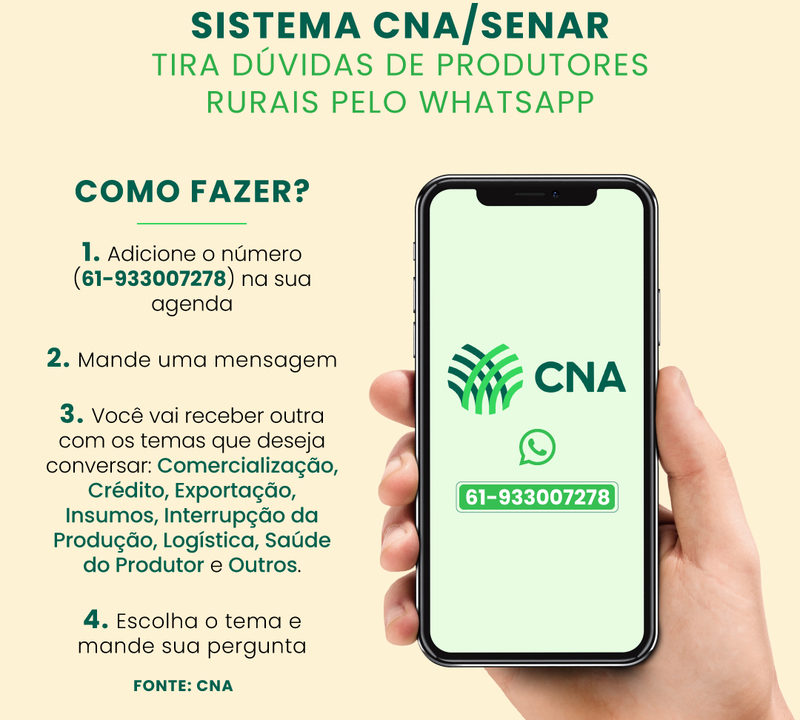 SISTEMA CNA/SENAR
TIRA DÚVIDAS DE PRODUTORES
RURAIS PELO WHATSAPP
COMO FAZER?
1. Adicione o número
(61-933007278) na sua
agenda
2. Mande uma mensagem
3. Você vai receber outra
com os temas que deseja
conversar: Comercialização,
Crédito, Exportação,
Insumos, Interrupção da
Produção, Logística, Saúde
do Produtor e Outros.
4. Escolha o tema e
mande sua pergunta
FONTE: CNA
CNA
61-933007278